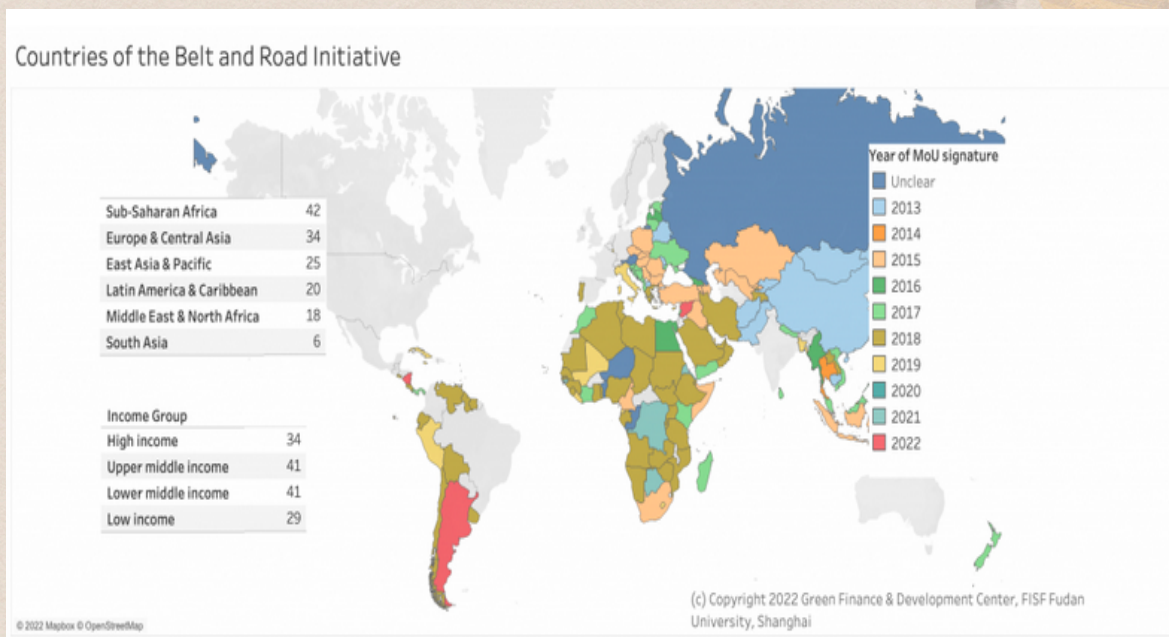 Countries of the Belt and Road Initiative
Year of MoU signature
Unclear
2013
2014
2015
2016
2017
2018
2019
2020
2021
2022
Sub-Saharan Africa 42
Europe & Central Asia 34
East Asia & Pacific 25
Latin America & Caribbean 20
Middle East & North Africa 18
South Asia 6
Income Group
High income 34
Upper middle income 41
Lower middle income 41
Low income 29
(c) Copyright 2022 Green Finance & Development Center, FISF Fudan
University, Shanghai
© 2022 Mapbox © OpenStreetMap